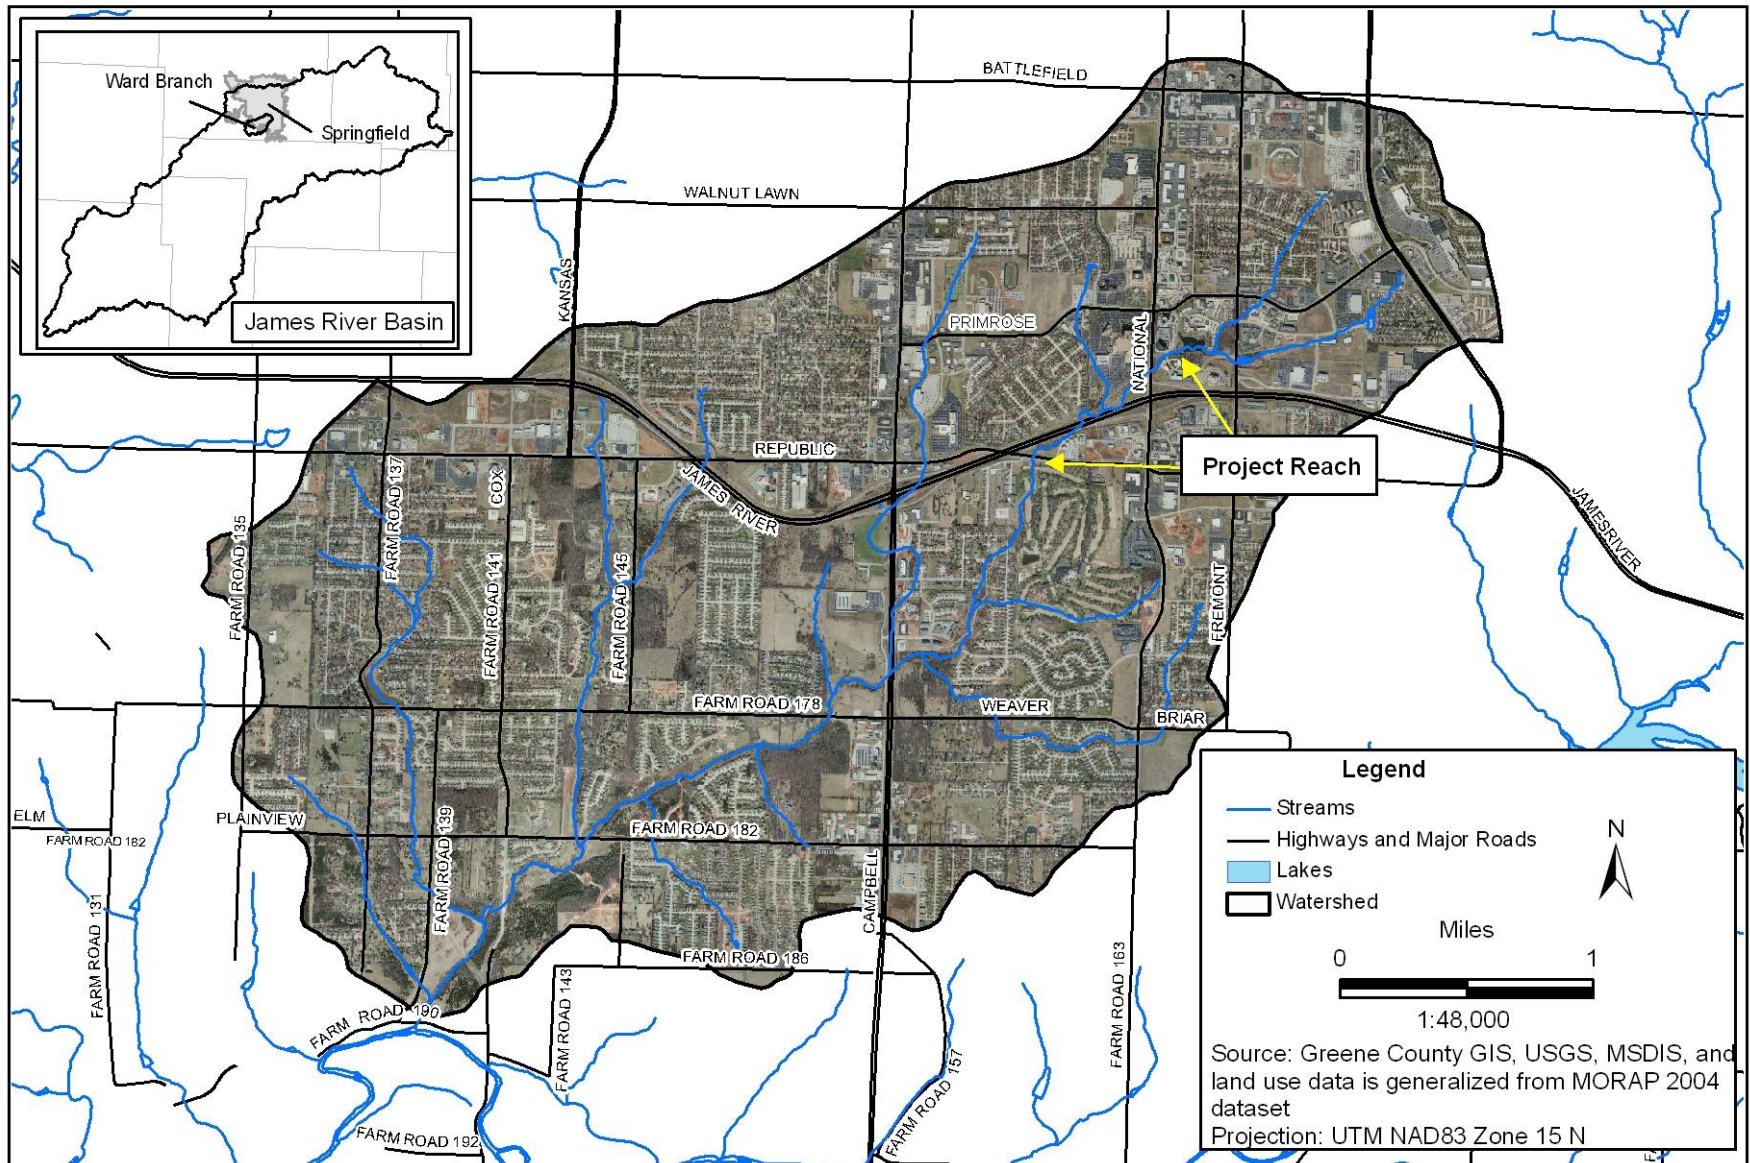 Ward Branch
Springfield
James River Basin
BATTLEFIELD
WALNUT LAWN
KANSAS
PRIMROSE
NATIONAL
REPUBLIC
Project Reach
JAMES RIVER
JAMESRIVER
FARM ROAD 137
COX
FARM ROAD 135
FARM ROAD 141
FARM ROAD 145
FREMONT
FARM ROAD 178
WEAVER
BRIAR
ELM
FARM ROAD 182
PLAINVIEW
FARM ROAD 139
FARM ROAD 182
CAMPBELL
FARM ROAD 131
FARM ROAD 186
FARM ROAD 143
FARM ROAD 163
FARM ROAD 190
FARM ROAD 157
FARM ROAD 192
Legend
Streams
Highways and Major Roads
Lakes
Watershed
N
Miles
0 1
1:48,000
Source: Greene County GIS, USGS, MSDIS, and
land use data is generalized from MORAP 2004
dataset
Projection: UTM NAD83 Zone 15 N